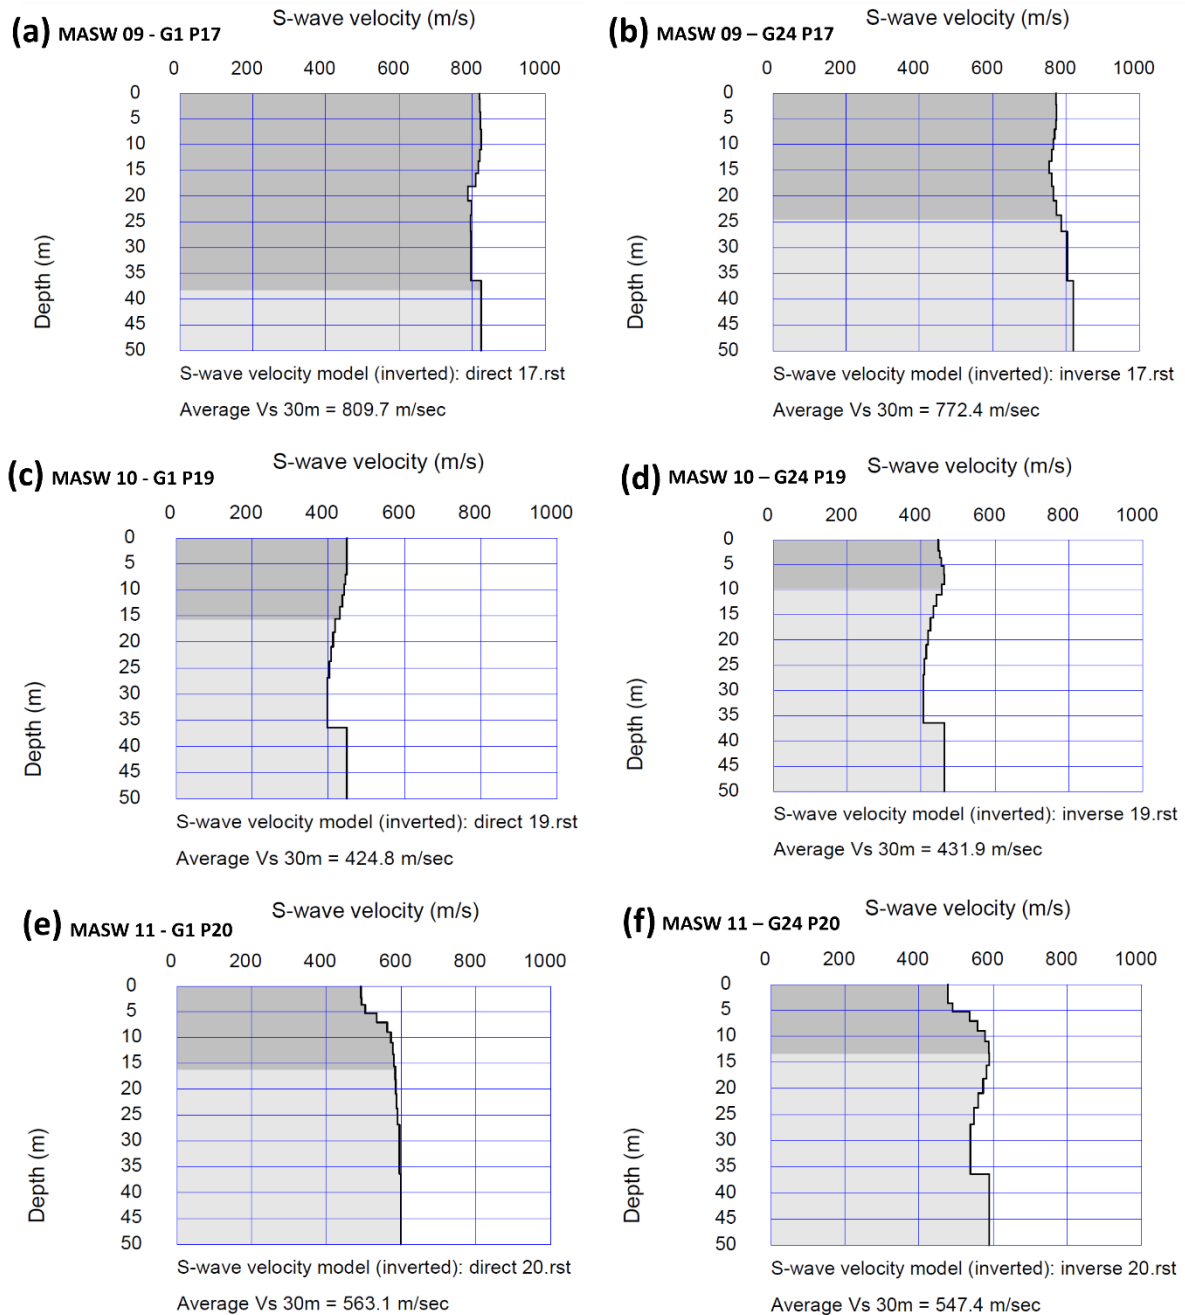 S-wave velocity (m/s)
(a) MASW 09 - G1 P17
0 200 400 600 800 1000
0
5
10
15
20
25
30
35
40
45
50
Depth (m)
S-wave velocity model (inverted): direct 17.rst
Average Vs 30m = 809.7 m/sec
S-wave velocity (m/s)
(b) MASW 09 – G24 P17
0 200 400 600 800 1000
0
5
10
15
20
25
30
35
40
45
50
Depth (m)
S-wave velocity model (inverted): inverse 17.rst
Average Vs 30m = 772.4 m/sec
S-wave velocity (m/s)
(c) MASW 10 - G1 P19
0 200 400 600 800 1000
0
5
10
15
20
25
30
35
40
45
50
Depth (m)
S-wave velocity model (inverted): direct 19.rst
Average Vs 30m = 424.8 m/sec
S-wave velocity (m/s)
(d) MASW 10 – G24 P19
0 200 400 600 800 1000
0
5
10
15
20
25
30
35
40
45
50
Depth (m)
S-wave velocity model (inverted): inverse 19.rst
Average Vs 30m = 431.9 m/sec
S-wave velocity (m/s)
(e) MASW 11 - G1 P20
0 200 400 600 800 1000
0
5
10
15
20
25
30
35
40
45
50
Depth (m)
S-wave velocity model (inverted): direct 20.rst
Average Vs 30m = 563.1 m/sec
S-wave velocity (m/s)
(f) MASW 11 – G24 P20
0 200 400 600 800 1000
0
5
10
15
20
25
30
35
40
45
50
Depth (m)
S-wave velocity model (inverted): inverse 20.rst
Average Vs 30m = 547.4 m/sec